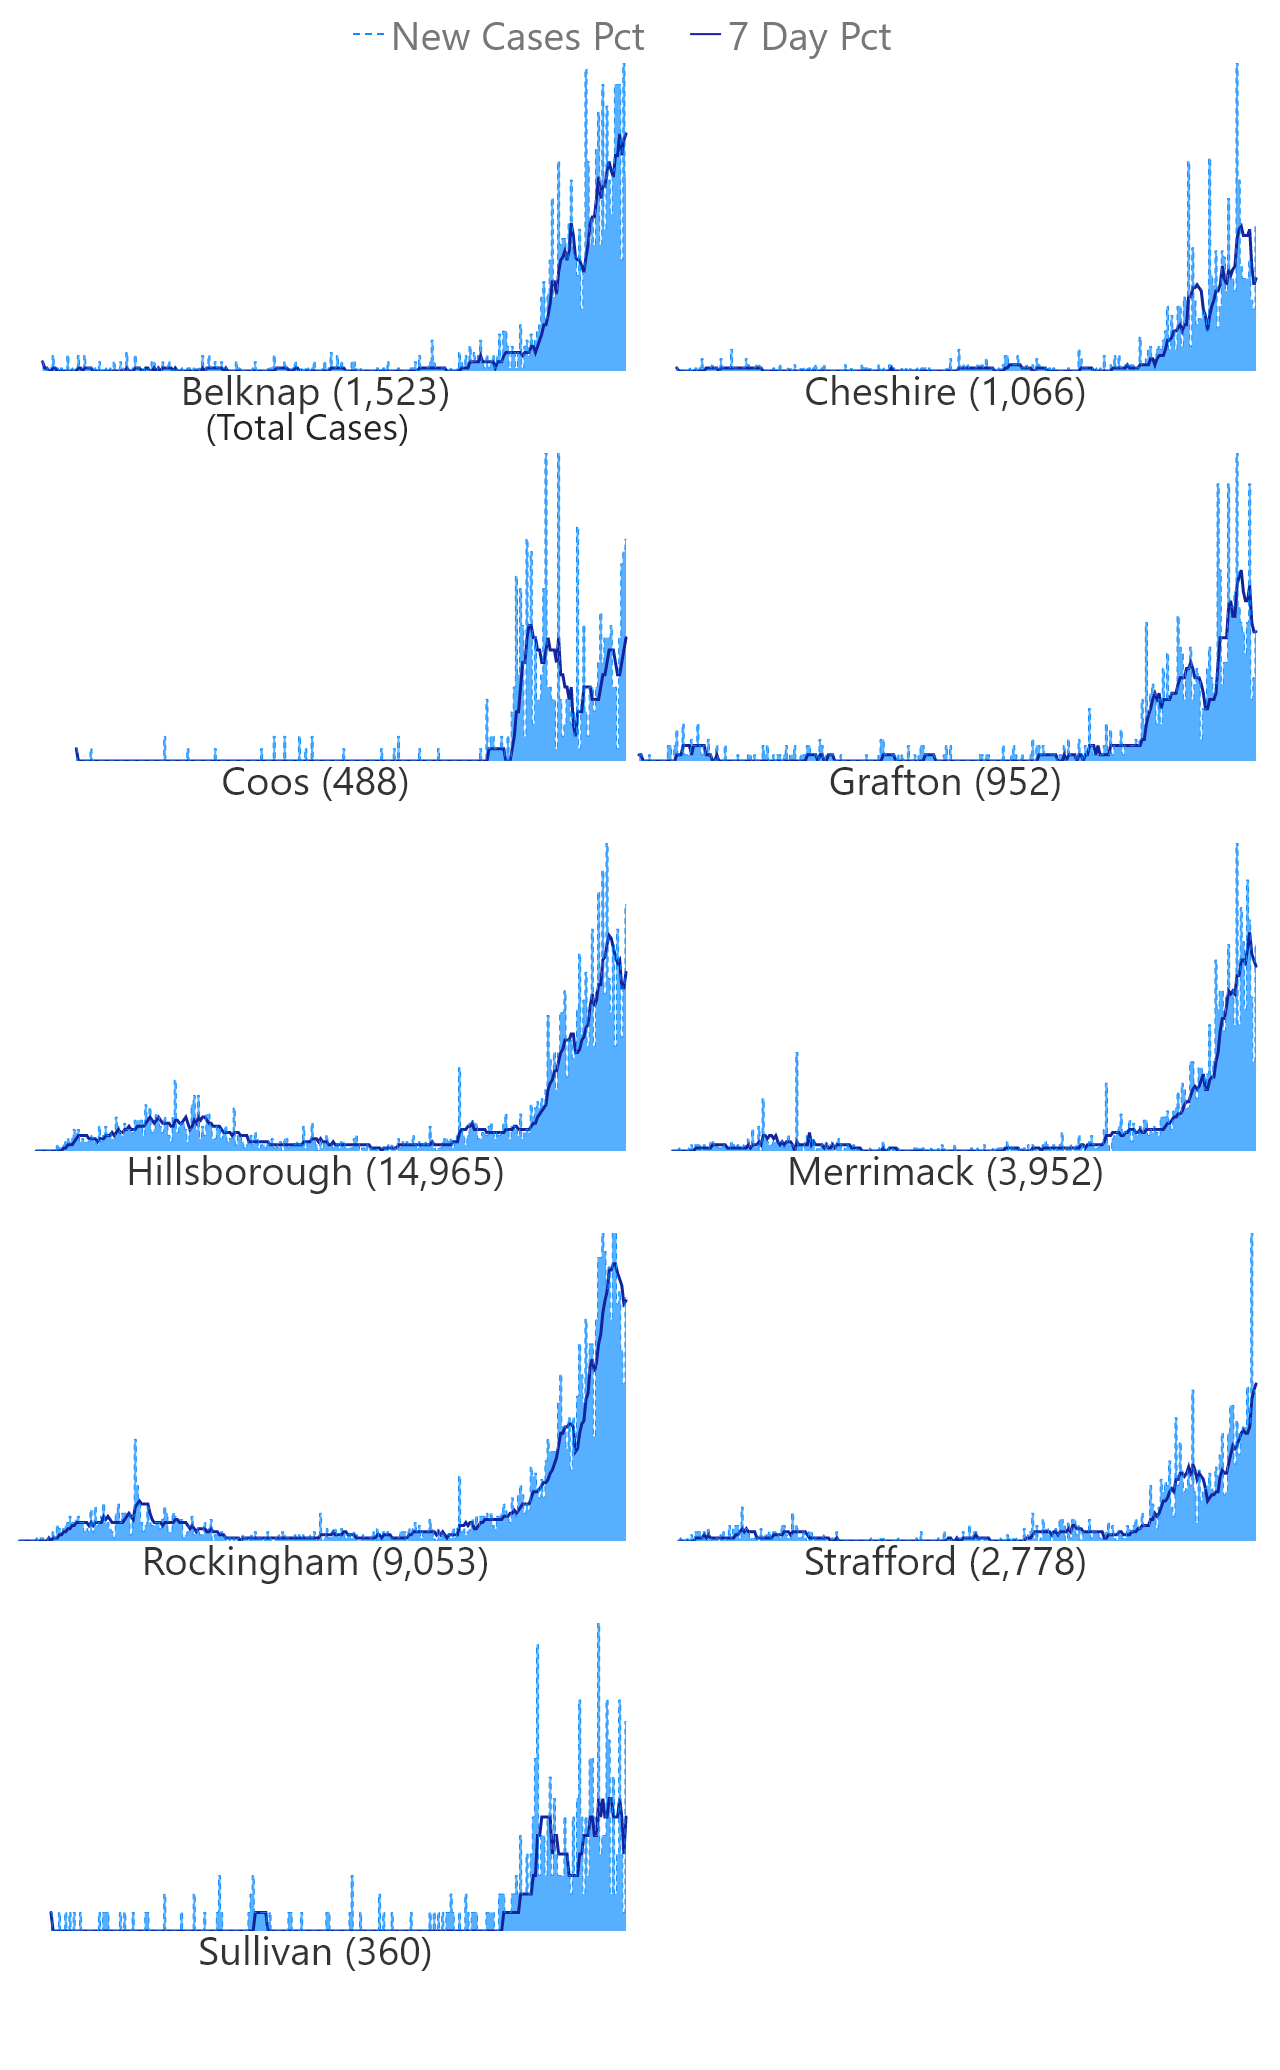 New Cases Pct 7 Day Pct
Belknap (1,523) Cheshire (1,066)
(Total Cases)
Coos (488) Grafton (952)
Hillsborough (14,965) Merrimack (3,952)
Rockingham (9,053) Strafford (2,778)
Sullivan (360)